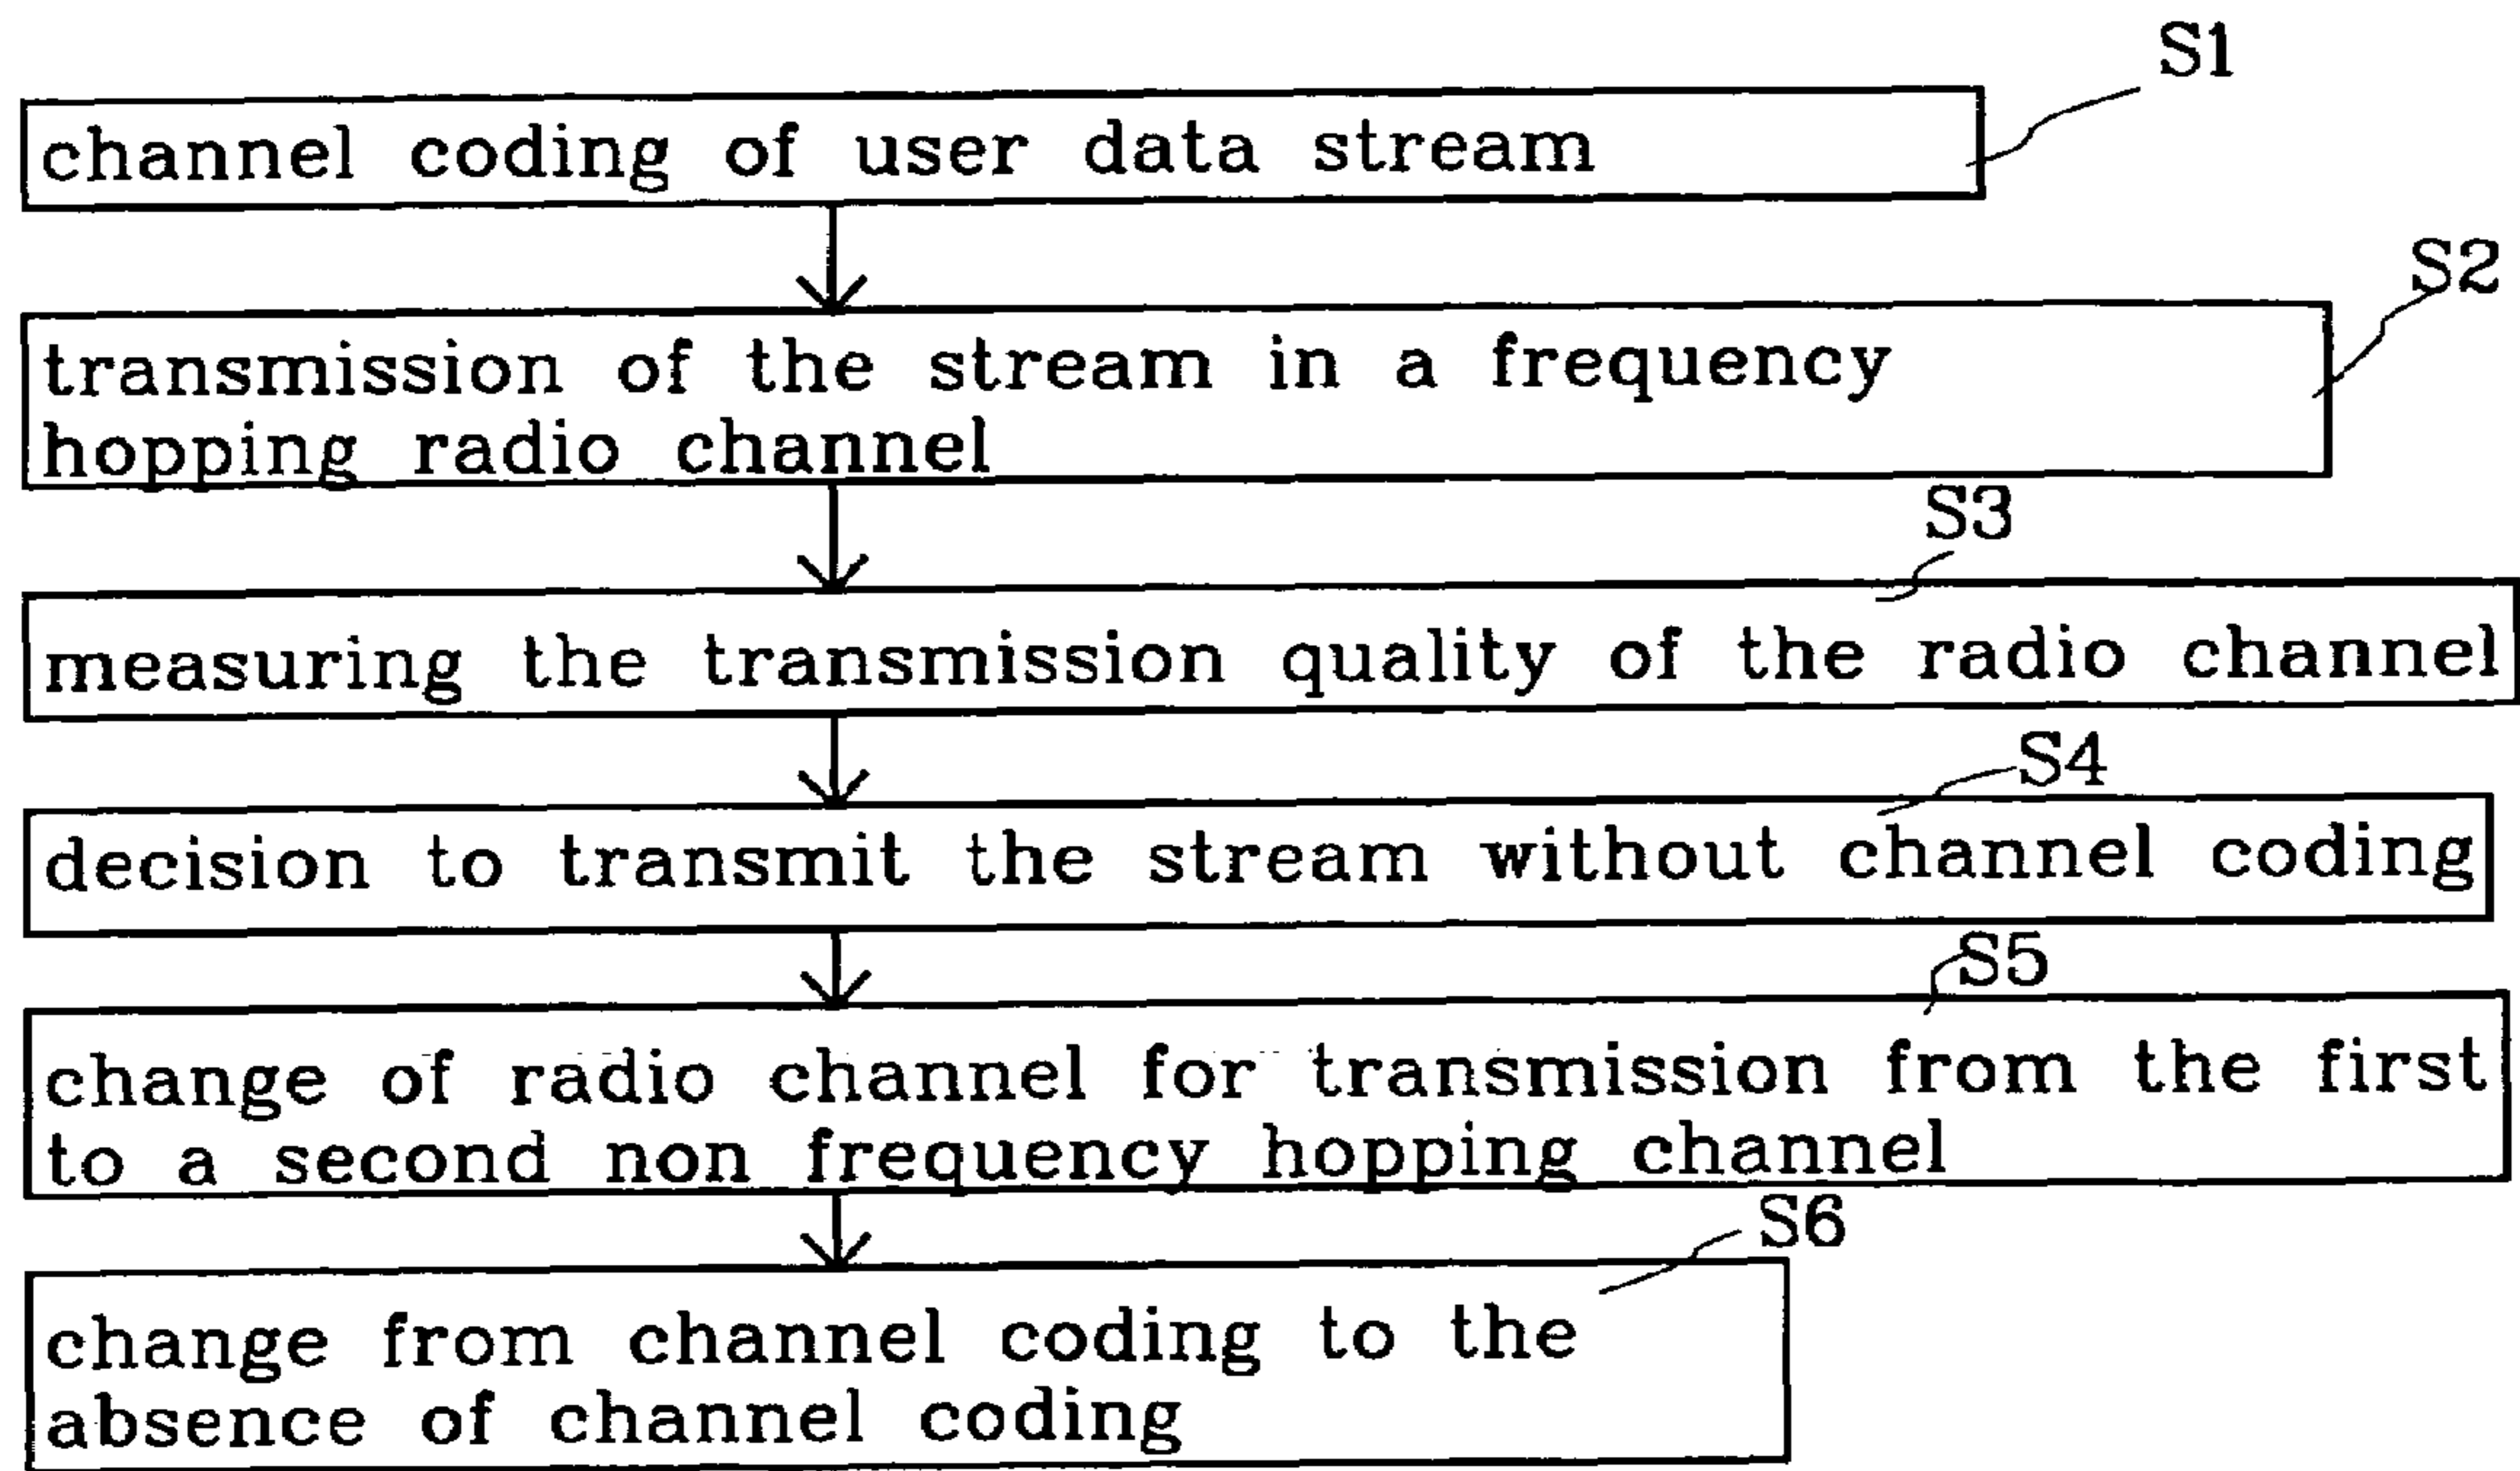 S1
channel coding of user data stream
S2
transmission of the stream in a frequency
hopping radio channel
S3
measuring the transmission quality of the radio channel
S4
decision to transmit the stream without channel coding
S5
change of radio channel for transmission from the first
to a second non frequency hopping channel
S6
change from channel coding to the
absence of channel coding